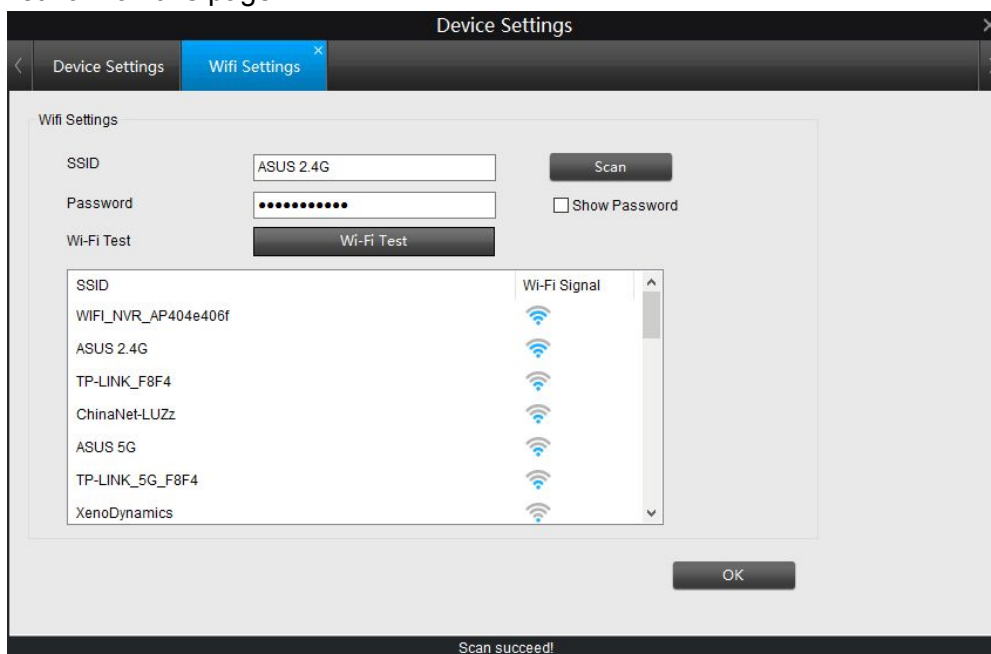 Device Settings
Device Settings
Wifi Settings
Wifi Settings
SSID
ASUS 2.4G
Scan
Password
●●●●●●●●●●●
Show Password
Wi-Fi Test
Wi-Fi Test
SSID
Wi-Fi Signal
WIFI_NVR_AP404e406f
ASUS 2.4G
TP-LINK_F8F4
ChinaNet-LUZz
ASUS 5G
TP-LINK_5G_F8F4
XenoDynamics
OK
Scan succeed!